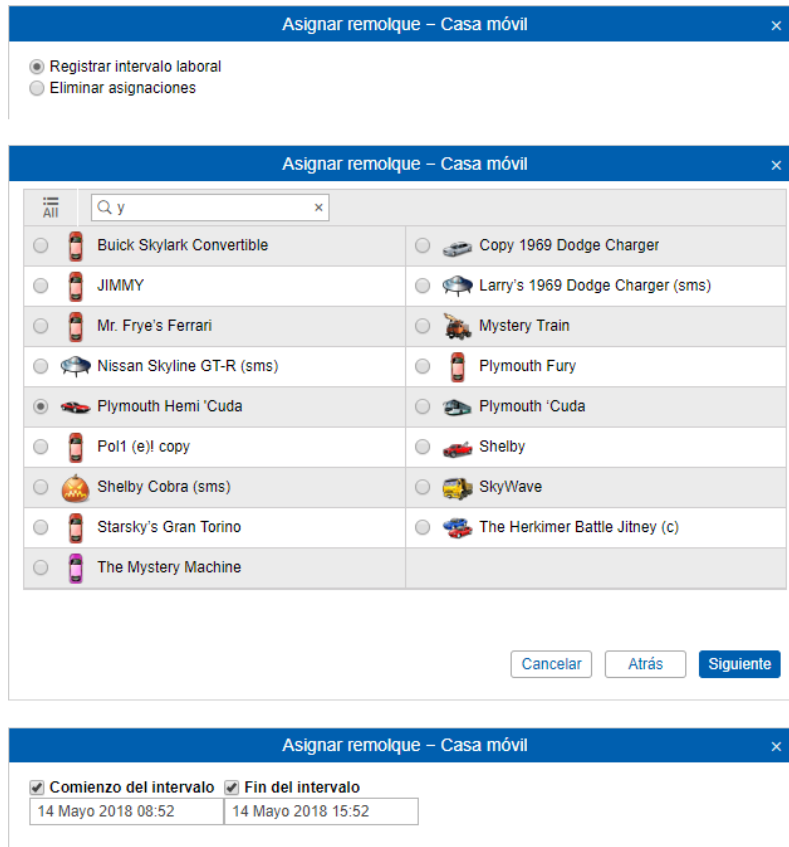 Asignar remolque – Casa móvil ×
Registrar intervalo laboral
Eliminar asignaciones
Asignar remolque – Casa móvil ×
All y ×
Buick Skylark Convertible Copy 1969 Dodge Charger
JIMMY Larry's 1969 Dodge Charger (sms)
Mr. Frye's Ferrari Mystery Train
Nissan Skyline GT-R (sms) Plymouth Fury
Plymouth Hemi 'Cuda Plymouth ‘Cuda
Pol1 (e)! copy Shelby
Shelby Cobra (sms) SkyWave
Starsky's Gran Torino The Herkimer Battle Jitney (c)
The Mystery Machine
Cancelar Atrás Siguiente
Asignar remolque – Casa móvil ×
Comienzo del intervalo Fin del intervalo
14 Mayo 2018 08:52 14 Mayo 2018 15:52